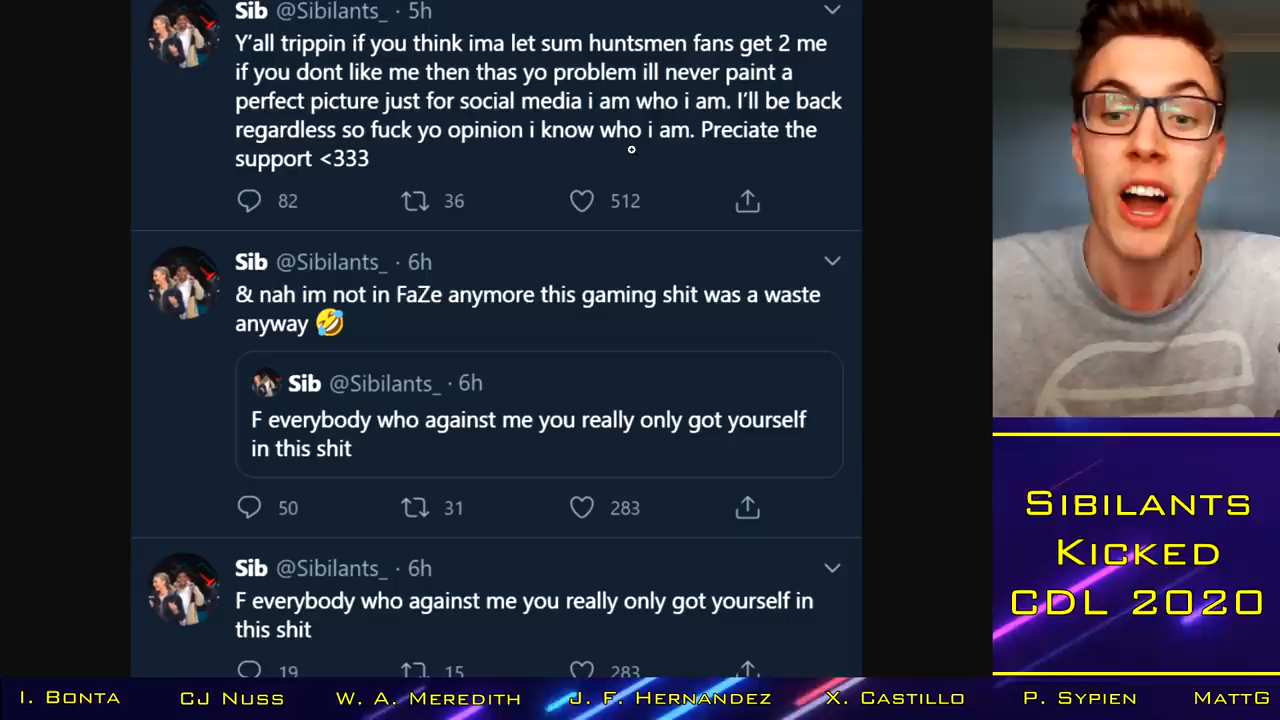 Sib @Sibilants_ · 5h
Y'all trippin if you think ima let sum huntsmen fans get 2 me
if you dont like me then thas yo problem ill never paint a
perfect picture just for social media i am who i am. I'll be back
regardless so fuck yo opinion i know who i am. Preciate the
support <333
82 36 512
Sib @Sibilants_ · 6h
& nah im not in FaZe anymore this gaming shit was a waste
anyway 🤣
Sib @Sibilants_ · 6h
F everybody who against me you really only got yourself
in this shit
50 31 283
Sib @Sibilants_ · 6h
F everybody who against me you really only got yourself in
this shit
19 15 283
Sibilants
Kicked
CDL 2020
I. Bonta CJ Nuss W. A. Meredith J. F. Hernandez X. Castillo P. Sypien MattG